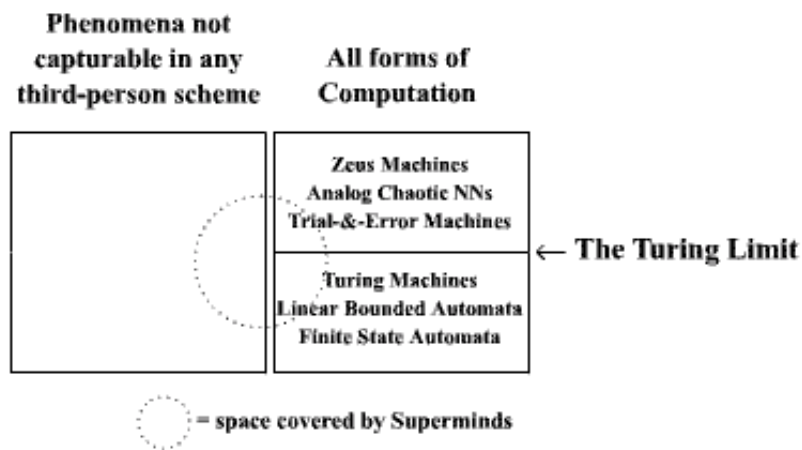 Phenomena not
capturable in any
third-person scheme
All forms of
Computation
Zeus Machines
Analog Chaotic NNs
Trial-&-Error Machines
← The Turing Limit
Turing Machines
Linear Bounded Automata
Finite State Automata
= space covered by Superminds